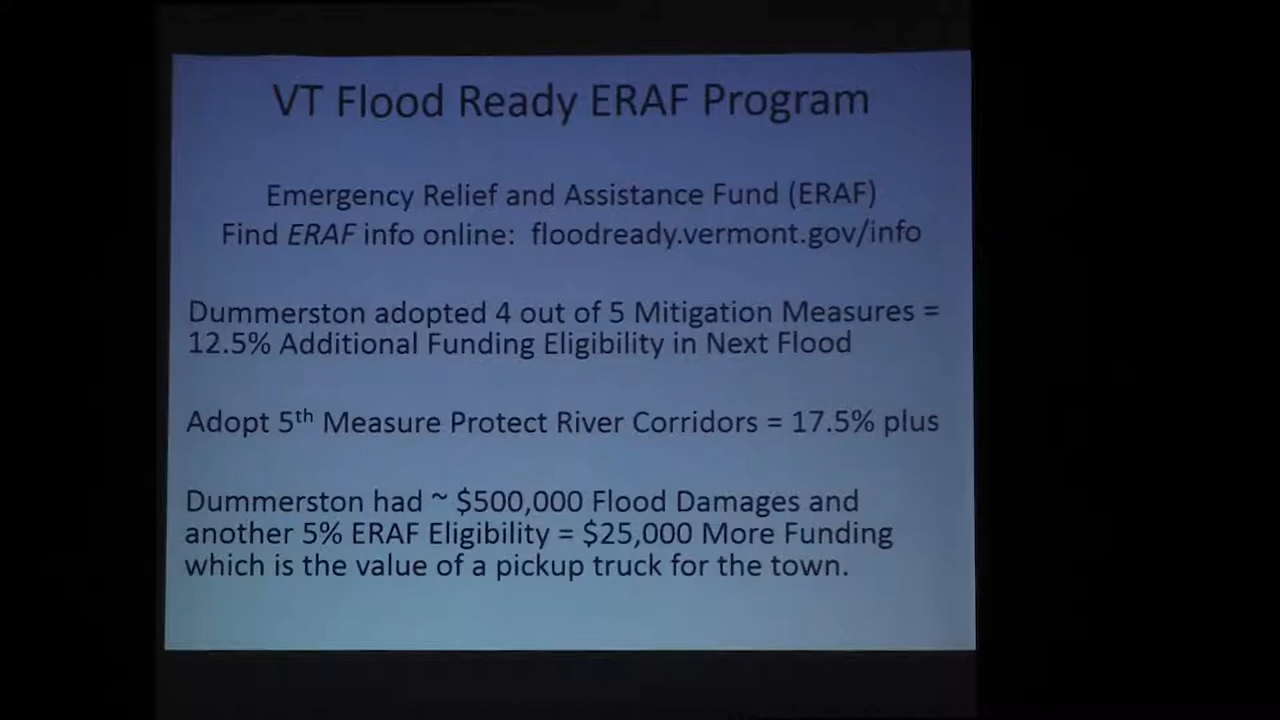 VT Flood Ready ERAF Program
Emergency Relief and Assistance Fund (ERAF)
Find ERAF info online: floodready.vermont.gov/info
Dummerston adopted 4 out of 5 Mitigation Measures =
12.5% Additional Funding Eligibility in Next Flood
Adopt 5th Measure Protect River Corridors = 17.5% plus
Dummerston had ~ $500,000 Flood Damages and
another 5% ERAF Eligibility = $25,000 More Funding
which is the value of a pickup truck for the town.